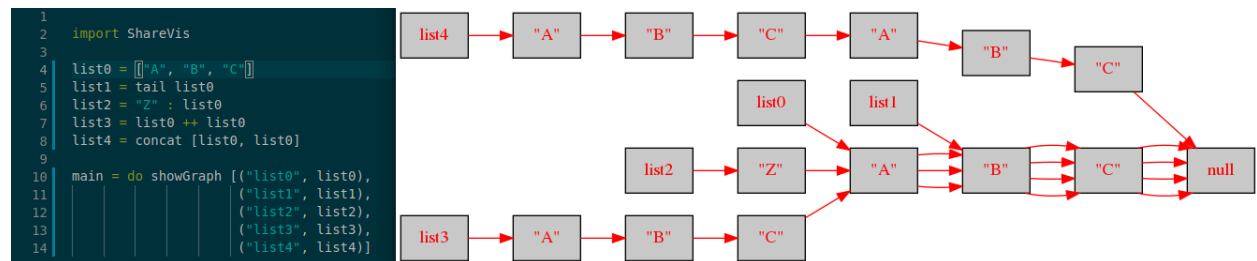 1
2 import ShareVis
3
4 list0 = ["A", "B", "C"]
5 list1 = tail list0
6 list2 = "Z" : list0
7 list3 = list0 ++ list0
8 list4 = concat [list0, list0]
9
10 main = do showGraph [("list0", list0),
11 ("list1", list1),
12 ("list2", list2),
13 ("list3", list3),
14 ("list4", list4)]
list4 "A" "B" "C" "A" "B" "C"
list0 list1
list2 "Z" "A" "B" "C" null
list3 "A" "B" "C"